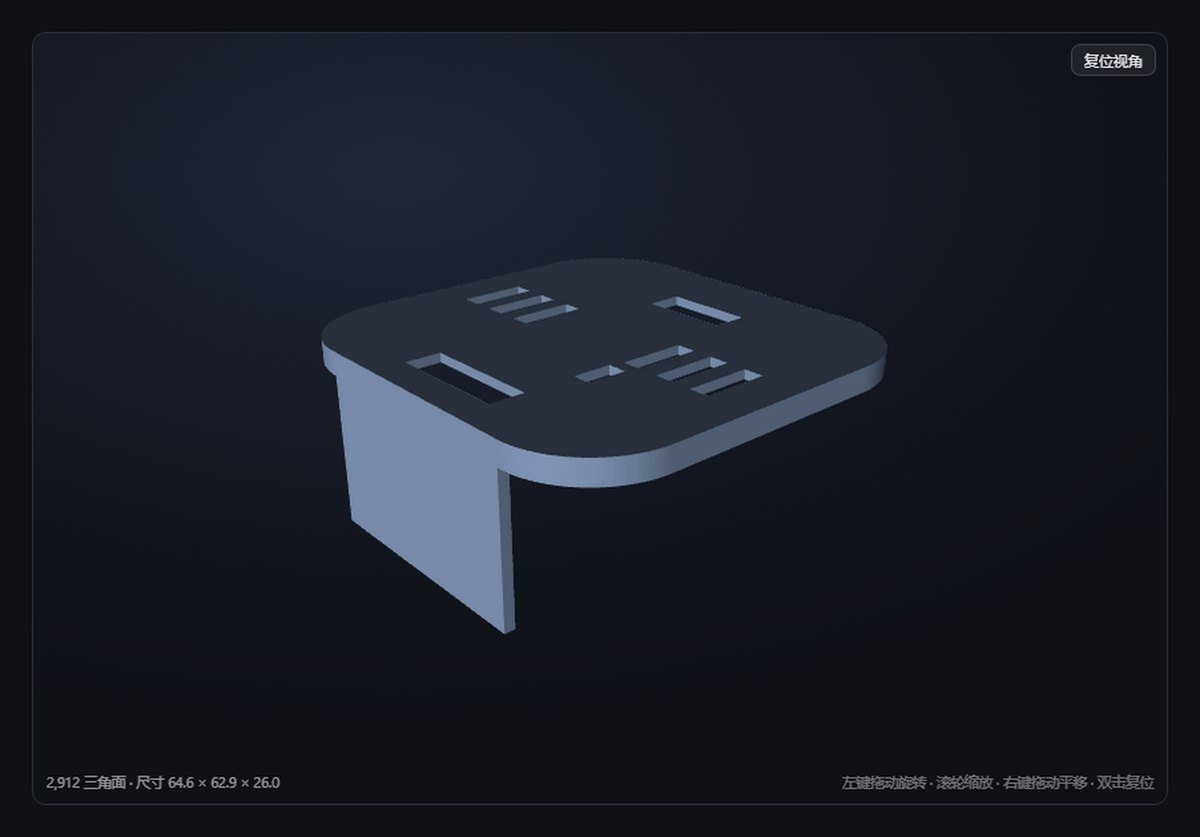 复位视角
2,912 三角面 · 尺寸 64.6 × 62.9 × 26.0
左键拖动旋转 · 滚轮缩放 · 右键拖动平移 · 双击复位